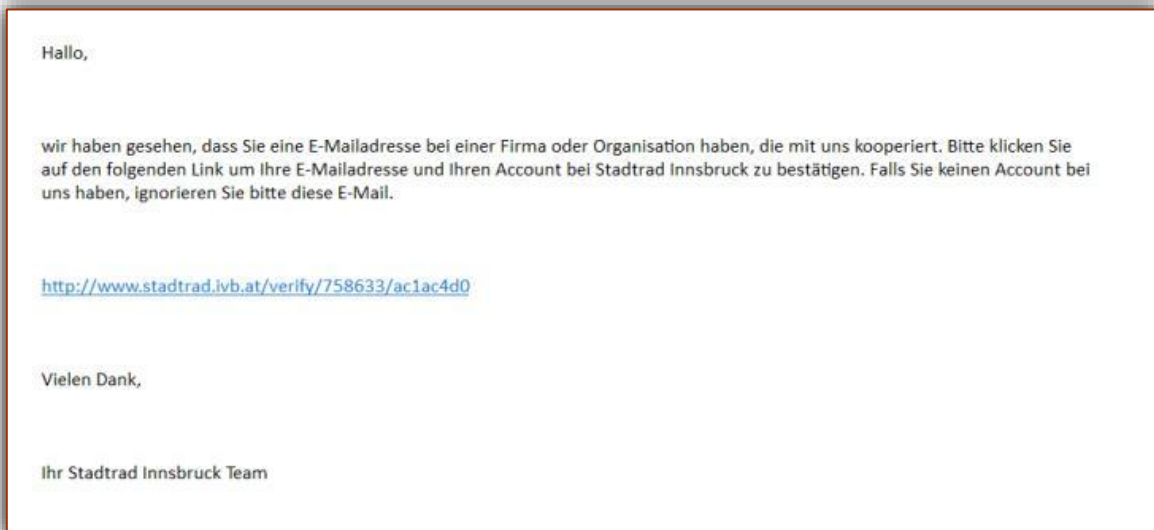 Hallo,
wir haben gesehen, dass Sie eine E-Mailadresse bei einer Firma oder Organisation haben, die mit uns kooperiert. Bitte klicken Sie
auf den folgenden Link um Ihre E-Mailadresse und Ihren Account bei Stadtrad Innsbruck zu bestätigen. Falls Sie keinen Account bei
uns haben, ignorieren Sie bitte diese E-Mail.
http://www.stadtrad.ivb.at/verify/758633/ac1ac4d0
Vielen Dank,
Ihr Stadtrad Innsbruck Team